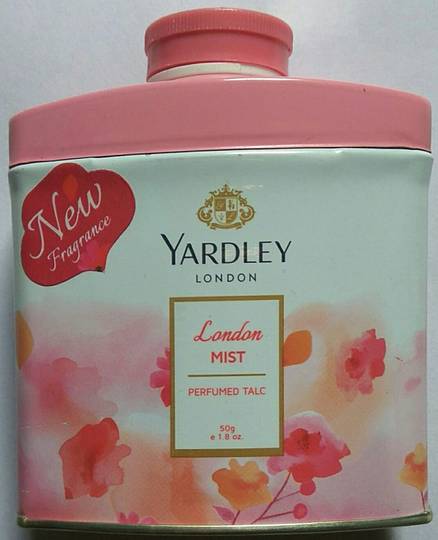 New
Fragrance
YARDLEY
LONDON
London
MIST
PERFUMED TALC
50g
e 1.8 oz.